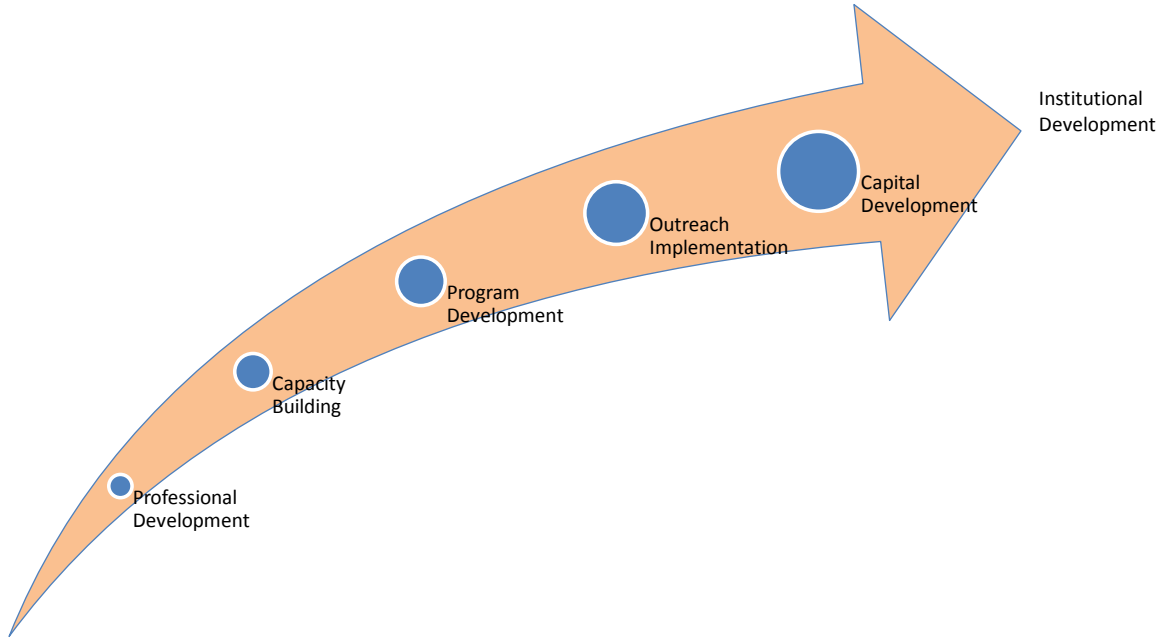 Institutional
Development
Capital
Development
Outreach
Implementation
Program
Development
Capacity
Building
Professional
Development